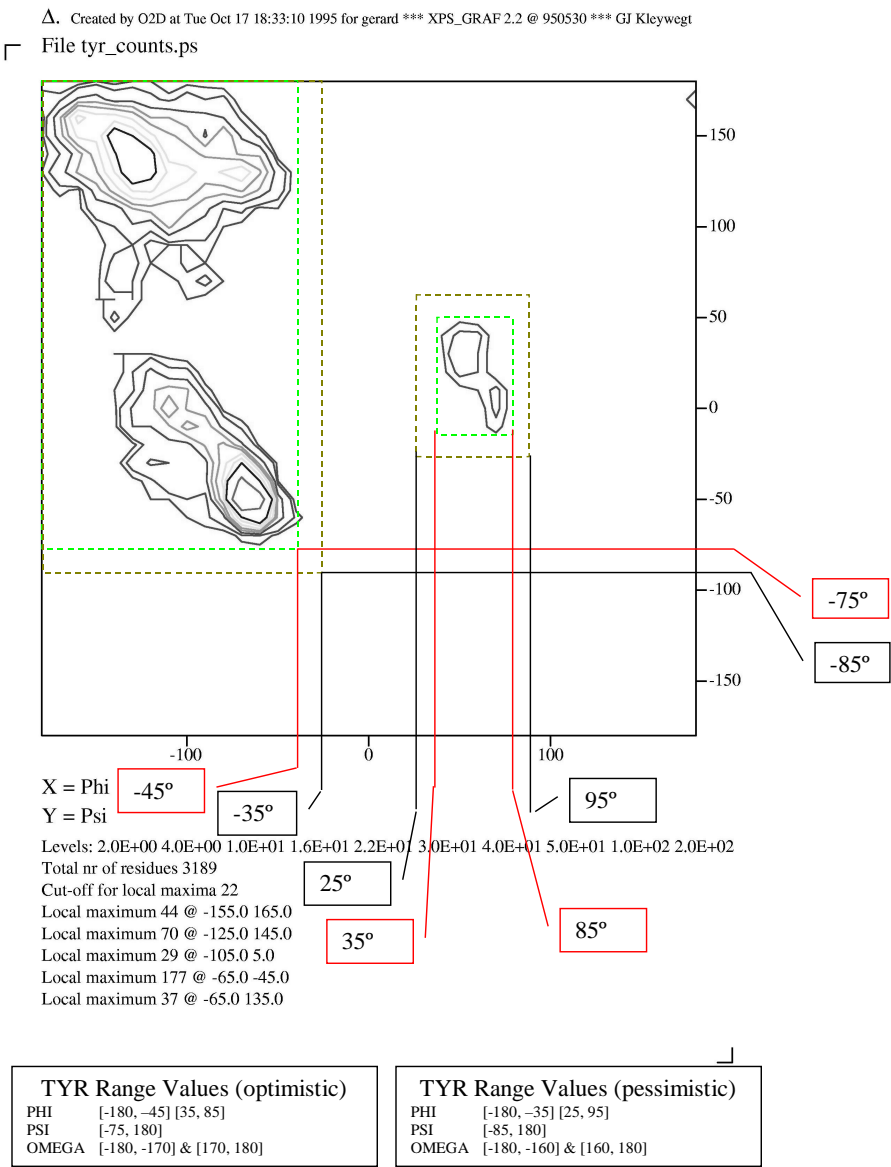 Δ. Created by O2D at Tue Oct 17 18:33:10 1995 for gerard *** XPS_GRAF 2.2 @ 950530 *** GJ Kleywegt
File tyr_counts.ps
150
100
50
0
-50
-100
-75º
-85º
-150
-100
0
100
X = Phi
-45º
-35º
95º
Y = Psi
Levels: 2.0E+00 4.0E+00 1.0E+01 1.6E+01 2.2E+01 3.0E+01 4.0E+01 5.0E+01 1.0E+02 2.0E+02
Total nr of residues 3189
25º
Cut-off for local maxima 22
Local maximum 44 @ -155.0 165.0
Local maximum 70 @ -125.0 145.0
35º
85º
Local maximum 29 @ -105.0 5.0
Local maximum 177 @ -65.0 -45.0
Local maximum 37 @ -65.0 135.0
TYR Range Values (optimistic)
PHI [-180, –45] [35, 85]
PSI [-75, 180]
OMEGA [-180, -170] & [170, 180]
TYR Range Values (pessimistic)
PHI [-180, –35] [25, 95]
PSI [-85, 180]
OMEGA [-180, -160] & [160, 180]